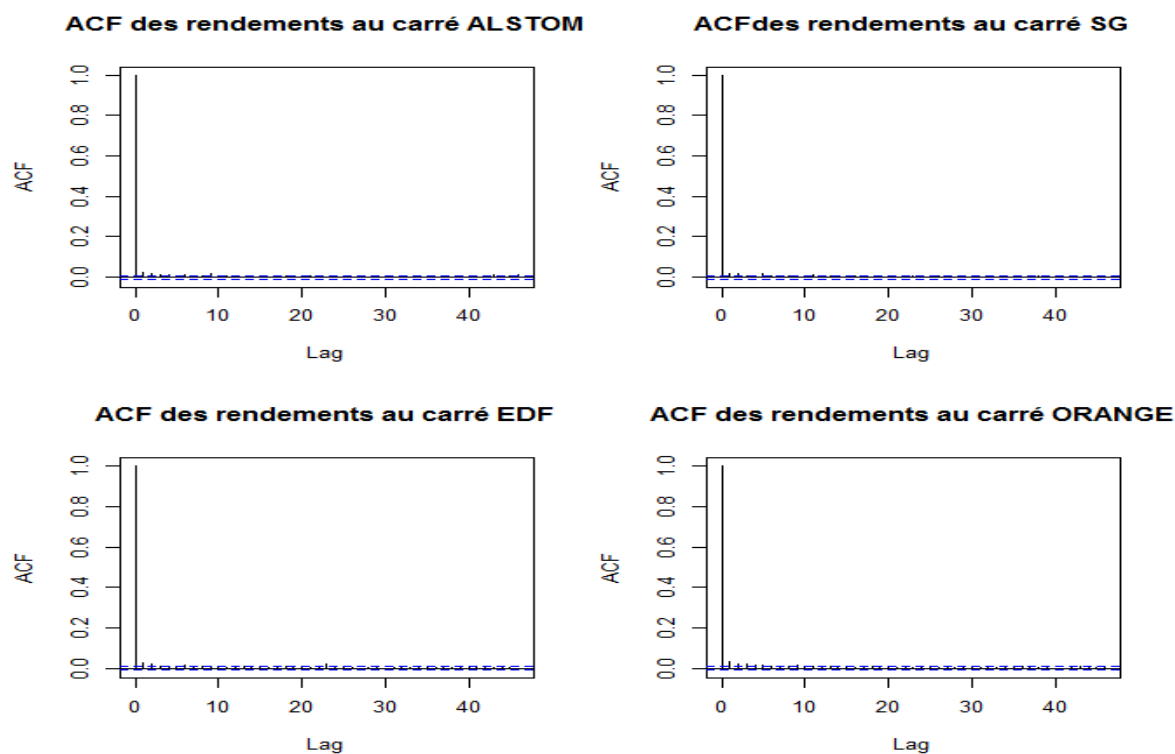 ACF des rendements au carré ALSTOM
ACF
1.0
0.8
0.6
0.4
0.2
0.0
0 10 20 30 40
Lag
ACFdes rendements au carré SG
ACF
1.0
0.8
0.6
0.4
0.2
0.0
0 10 20 30 40
Lag
ACF des rendements au carré EDF
ACF
1.0
0.8
0.6
0.4
0.2
0.0
0 10 20 30 40
Lag
ACF des rendements au carré ORANGE
ACF
1.0
0.8
0.6
0.4
0.2
0.0
0 10 20 30 40
Lag